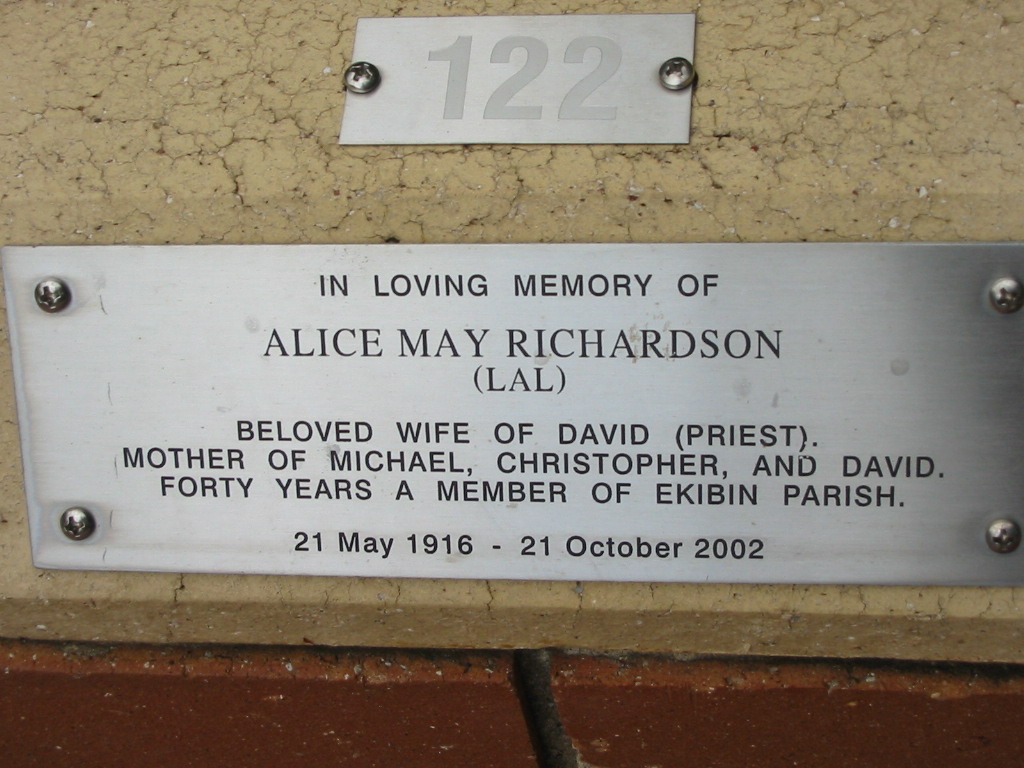 122
IN LOVING MEMORY OF
ALICE MAY RICHARDSON
(LAL)
BELOVED WIFE OF DAVID (PRIEST).
MOTHER OF MICHAEL, CHRISTOPHER, AND DAVID.
FORTY YEARS A MEMBER OF EKIBIN PARISH.
21 May 1916 - 21 October 2002